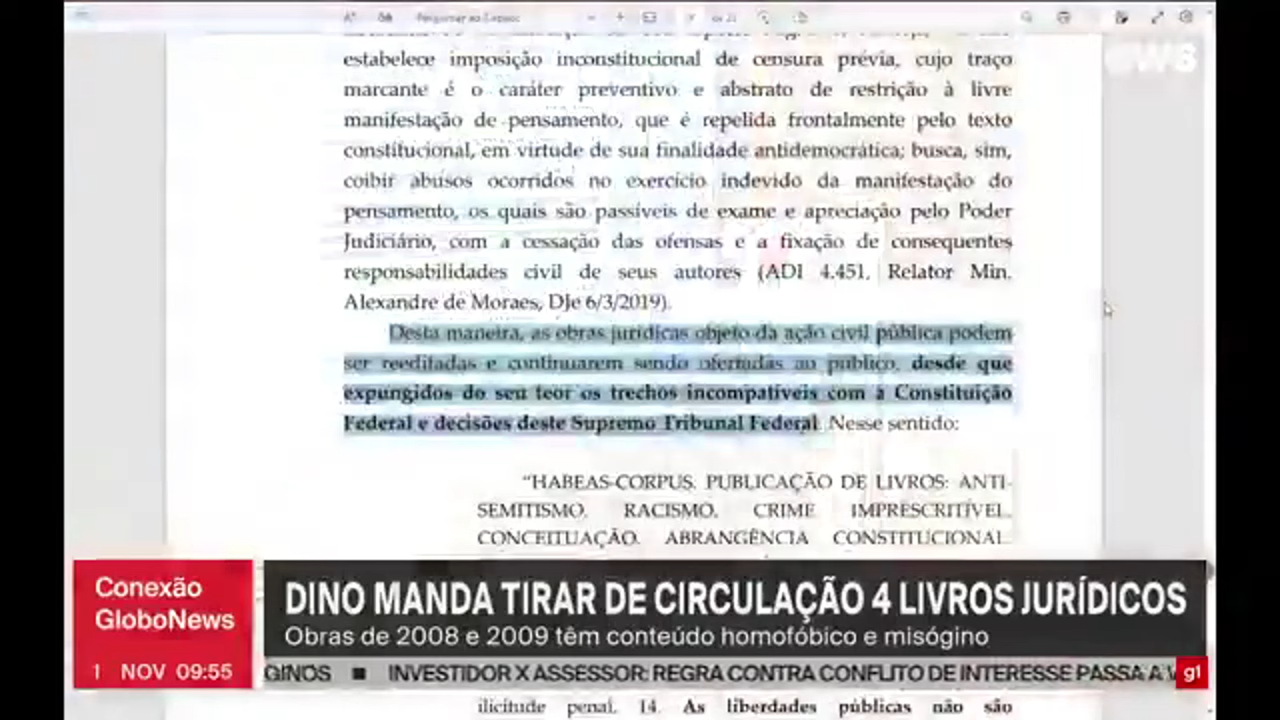 estabelece imposição inconstitucional de censura prévia, cujo traço
marcante é o caráter preventivo e abstrato de restrição à livre
manifestação de pensamento, que é repelida frontalmente pelo texto
constitucional, em virtude de sua finalidade antidemocrática; busca, sim,
coibir abusos ocorridos no exercício indevido da manifestação do
pensamento, os quais são passíveis de exame e apreciação pelo Poder
Judiciário, com a cessação das ofensas e a fixação de consequentes
responsabilidades civil de seus autores (ADI 4.451, Relator Min.
Alexandre de Moraes, DJe 6/3/2019).
Desta maneira, as obras jurídicas objeto da ação civil pública podem
ser reeditadas e continuarem sendo ofertadas ao público, desde que
expungidos do seu teor os trechos incompatíveis com a Constituição
Federal e decisões deste Supremo Tribunal Federal. Nesse sentido:
"HABEAS-CORPUS. PUBLICAÇÃO DE LIVROS: ANTI-
SEMITISMO. RACISMO. CRIME IMPRESCRITÍVEL.
CONCEITUAÇÃO. ABRANGÊNCIA CONSTITUCIONAL.
Conexão
GloboNews
DINO MANDA TIRAR DE CIRCULAÇÃO 4 LIVROS JURÍDICOS
Obras de 2008 e 2009 têm conteúdo homofóbico e misógino
1 NOV 09:55
GINOS ■ INVESTIDOR X ASSESSOR: REGRA CONTRA CONFLITO DE INTERESSE PASSA A
g1
ilicitude penal. 14. As liberdades públicas não são